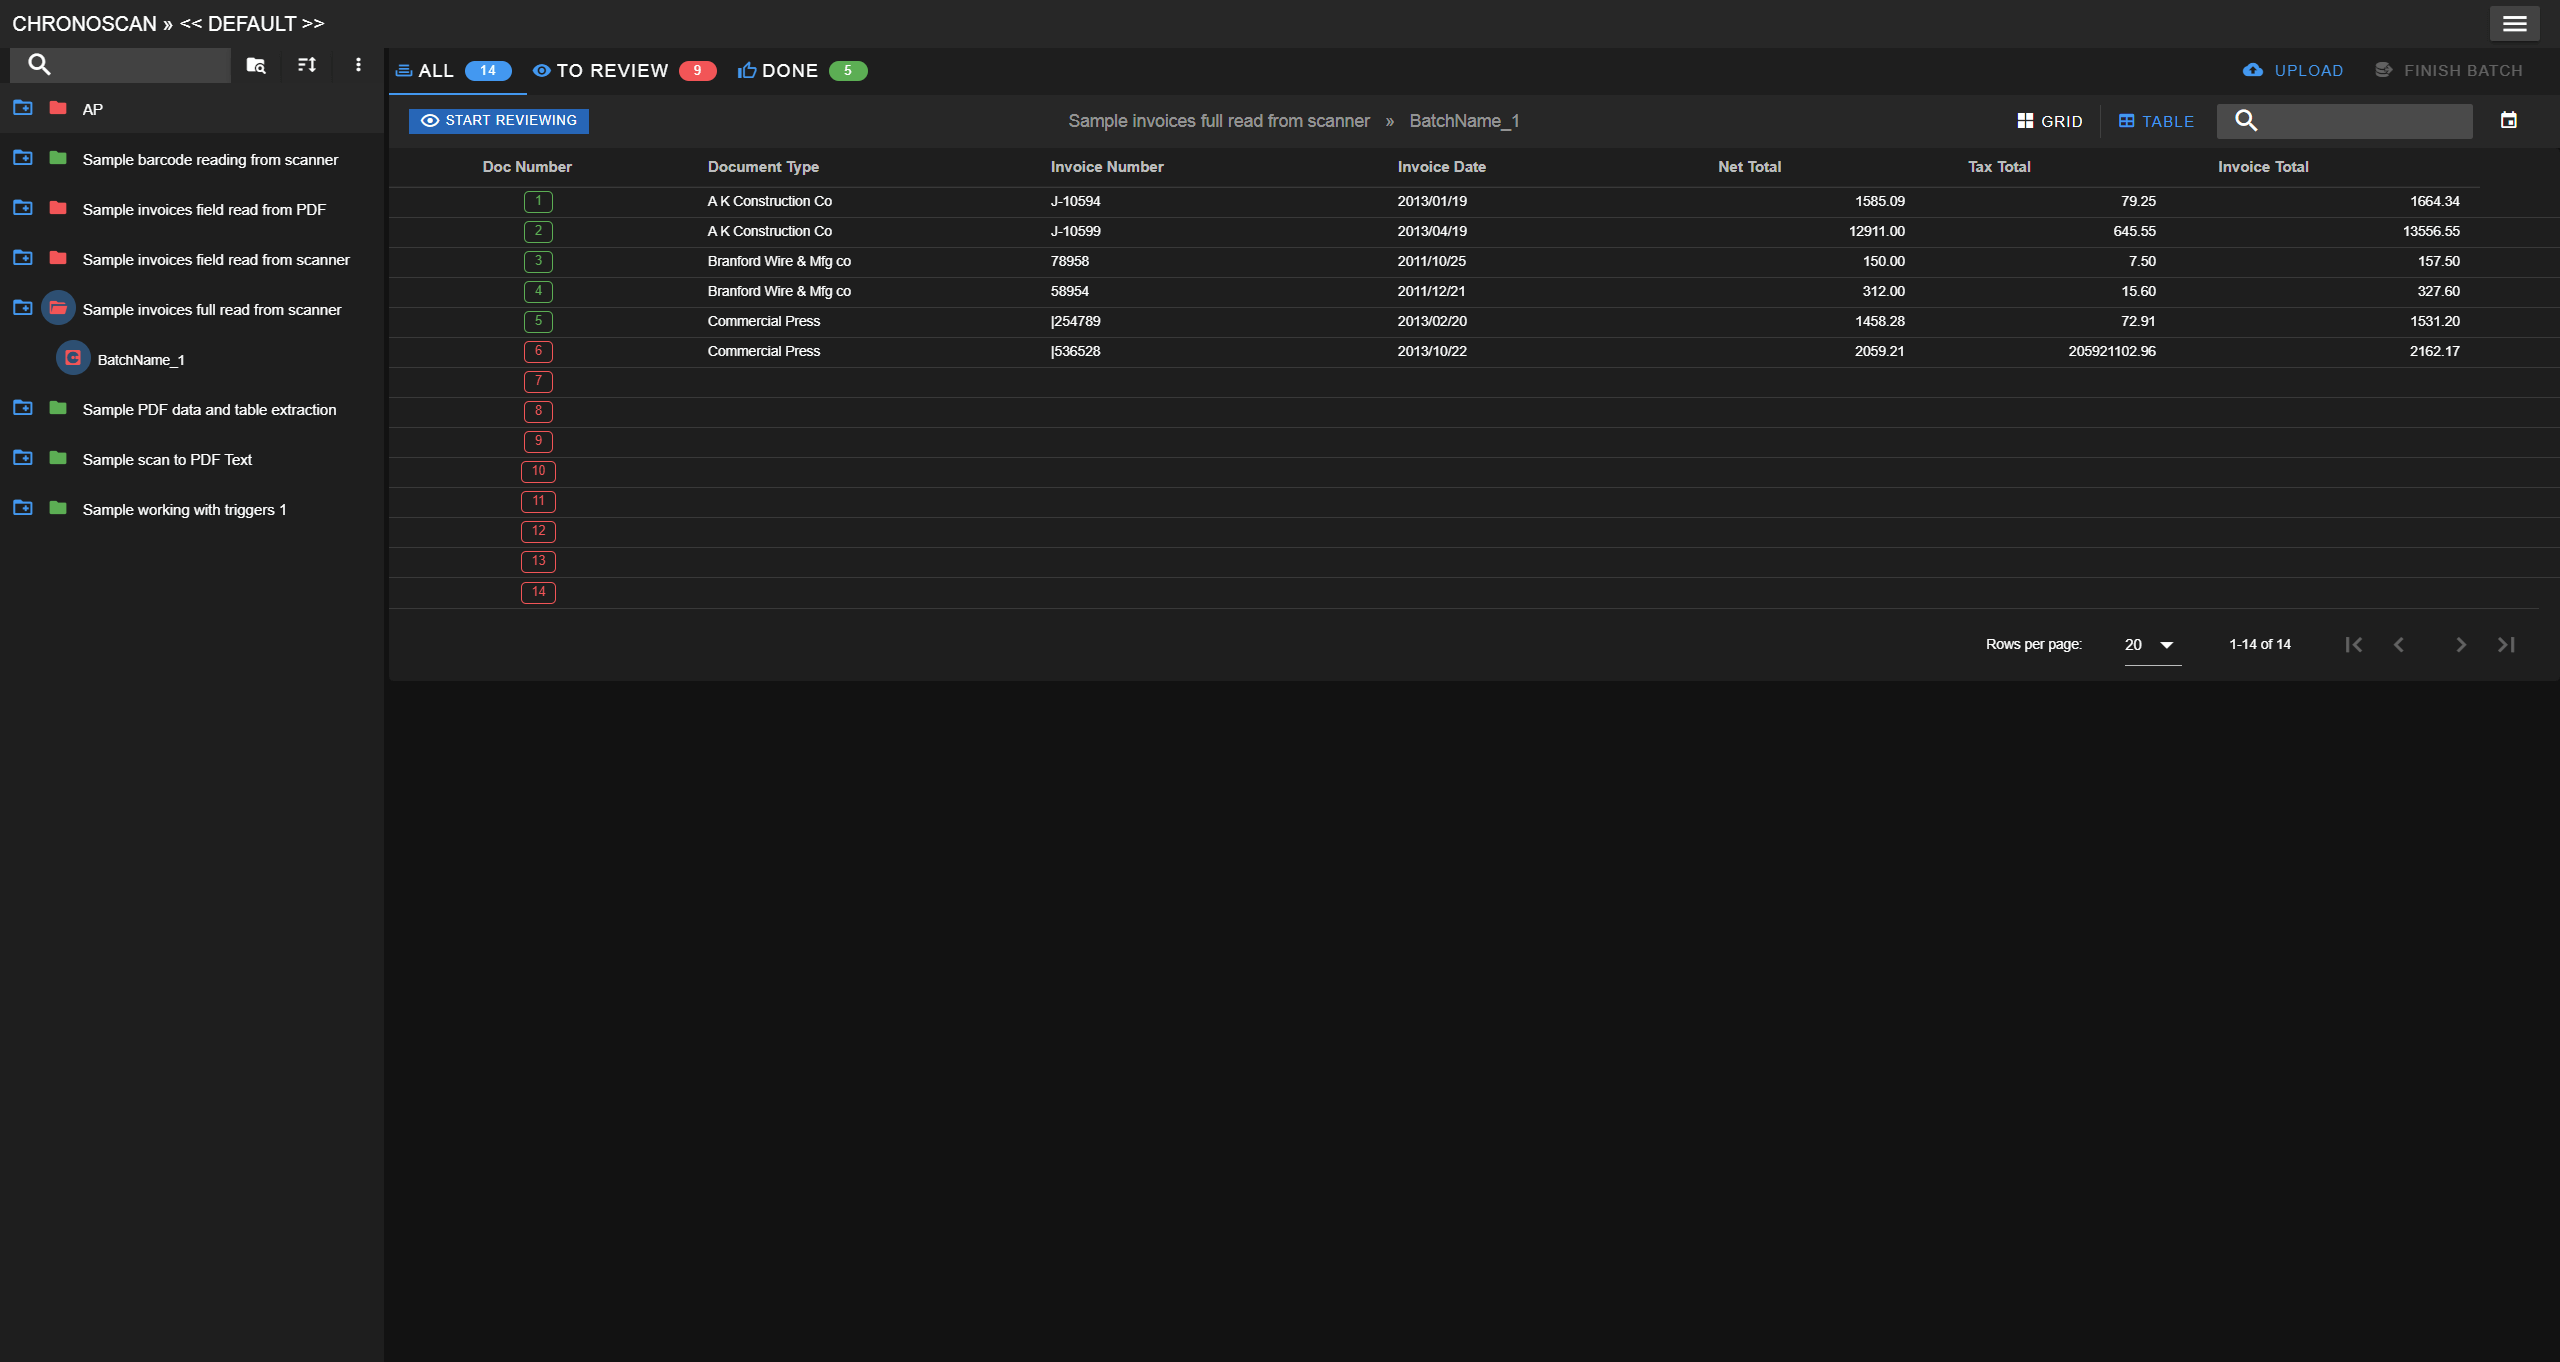 CHRONOSCAN » << DEFAULT >>
ALL 14 TO REVIEW 9 DONE 5 UPLOAD FINISH BATCH
START REVIEWING Sample invoices full read from scanner » BatchName_1 GRID TABLE
AP
Sample barcode reading from scanner
Sample invoices field read from PDF
Sample invoices field read from scanner
Sample invoices full read from scanner
BatchName_1
Sample PDF data and table extraction
Sample scan to PDF Text
Sample working with triggers 1
Doc Number Document Type Invoice Number Invoice Date Net Total Tax Total Invoice Total
1 A K Construction Co J-10594 2013/01/19 1585.09 79.25 1664.34
2 A K Construction Co J-10599 2013/04/19 12911.00 645.55 13556.55
3 Branford Wire & Mfg co 78958 2011/10/25 150.00 7.50 157.50
4 Branford Wire & Mfg co 58954 2011/12/21 312.00 15.60 327.60
5 Commercial Press |254789 2013/02/20 1458.28 72.91 1531.20
6 Commercial Press |536528 2013/10/22 2059.21 205921102.96 2162.17
7
8
9
10
11
12
13
14
Rows per page: 20 1-14 of 14